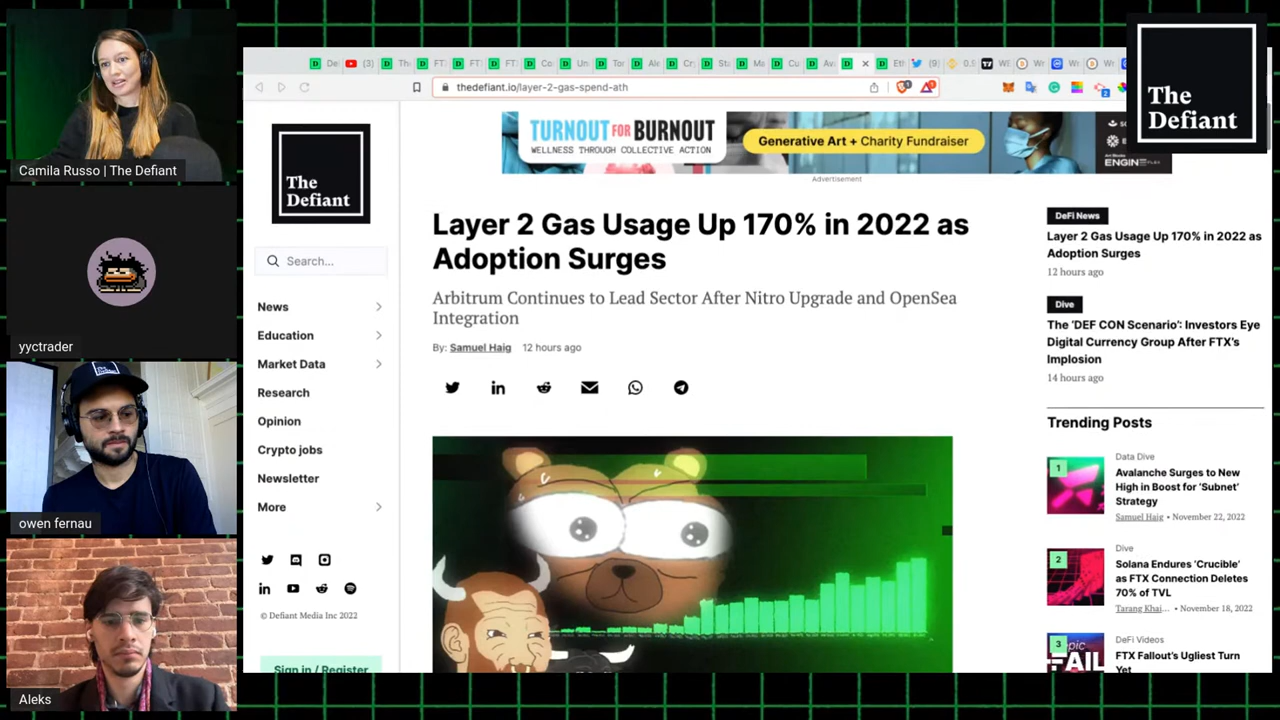 Camila Russo | The Defiant
yyctrader
owen fernau
Aleks
The
Defiant
thedefiant.io/layer-2-gas-spend-ath
The
Defiant
Search...
News
Education
Market Data
Research
Opinion
Crypto jobs
Newsletter
More
© Defiant Media Inc 2022
Sign in / Register
TURNOUT FOR BURNOUT
WELLNESS THROUGH COLLECTIVE ACTION
Generative Art + Charity Fundraiser
Advertisement
Layer 2 Gas Usage Up 170% in 2022 as
Adoption Surges
Arbitrum Continues to Lead Sector After Nitro Upgrade and OpenSea
Integration
By: Samuel Haig 12 hours ago
DeFi News
Layer 2 Gas Usage Up 170% in 2022 as
Adoption Surges
12 hours ago
Dive
The ‘DEF CON Scenario’: Investors Eye
Digital Currency Group After FTX’s
Implosion
14 hours ago
Trending Posts
1
Data Dive
Avalanche Surges to New
High in Boost for ‘Subnet’
Strategy
Samuel Haig • November 22, 2022
2
Dive
Solana Endures ‘Crucible’
as FTX Connection Deletes
70% of TVL
Tarang Khai... • November 18, 2022
3
DeFi Videos
FTX Fallout’s Ugliest Turn
Yet